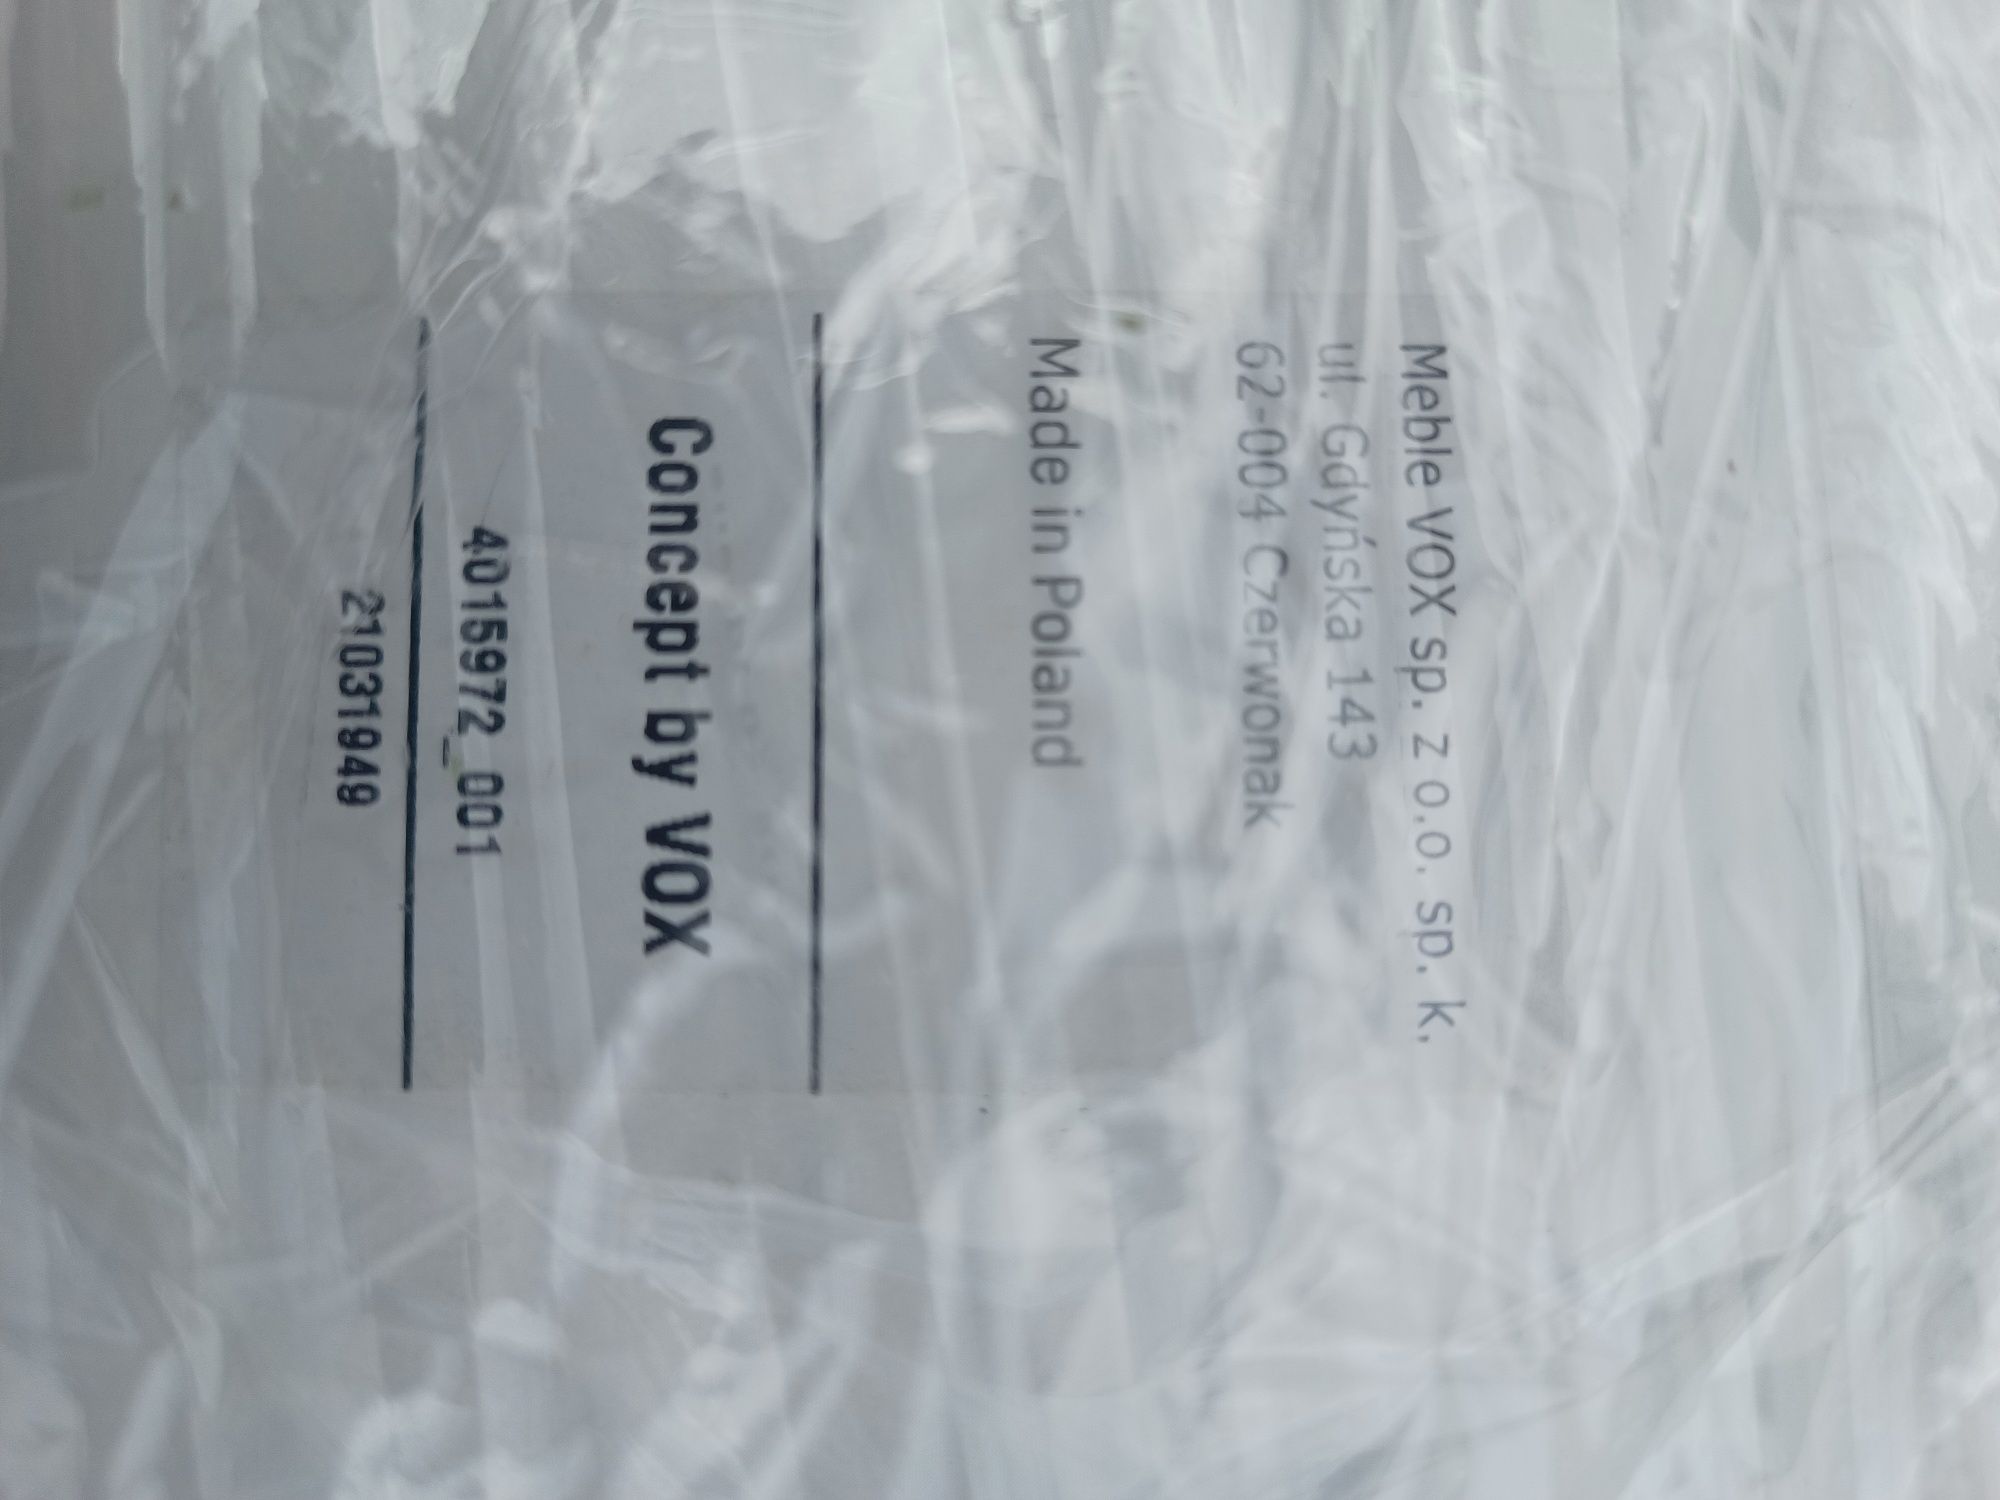 Meble VOX sp. z o.o. sp. k.
ul. Gdyńska 143
62-004 Czerwonak
Made in Poland
Concept by VOX
4015972_001
21031949